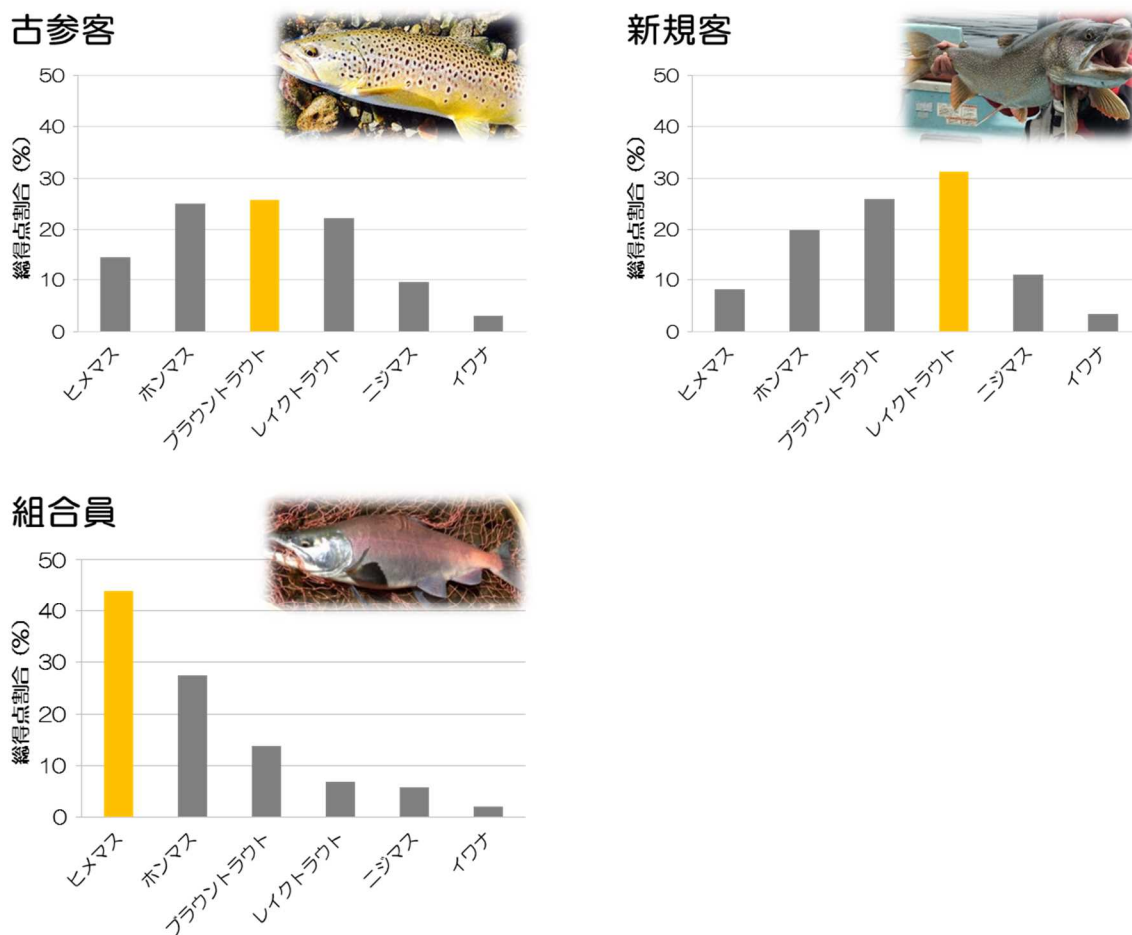 古参客
総得点割合 (%)
50
40
30
20
10
0
ヒメマス
ホンマス
ブラウントラウト
レイクトラウト
ニジマス
イワナ
新規客
総得点割合 (%)
50
40
30
20
10
0
ヒメマス
ホンマス
ブラウントラウト
レイクトラウト
ニジマス
イワナ
組合員
総得点割合 (%)
50
40
30
20
10
0
ヒメマス
ホンマス
ブラウントラウト
レイクトラウト
ニジマス
イワナ